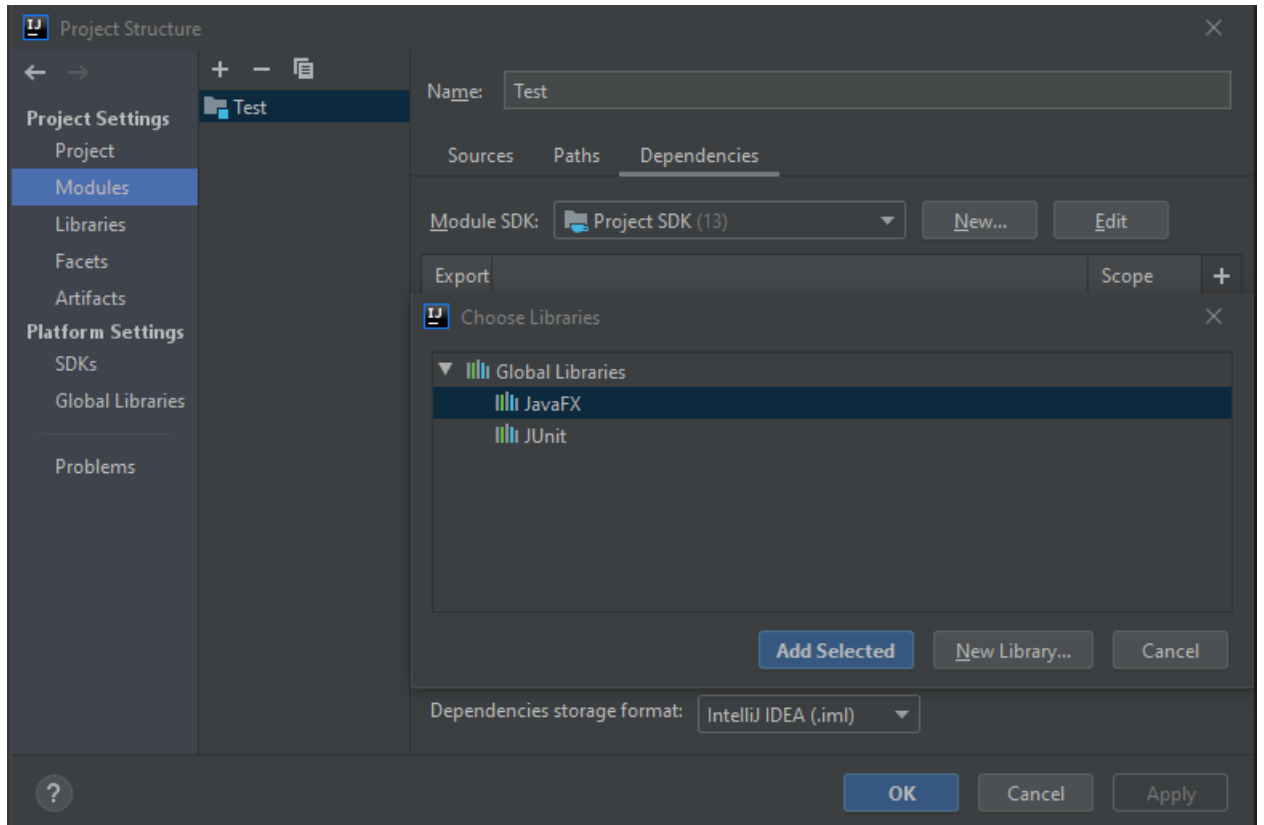 Project Structure
Project Settings
Project
Modules
Libraries
Facets
Artifacts
Platform Settings
SDKs
Global Libraries
Problems
Test
Name: Test
Sources Paths Dependencies
Module SDK: Project SDK (13) New... Edit
Export Scope
Choose Libraries
Global Libraries
JavaFX
JUnit
Add Selected New Library... Cancel
Dependencies storage format: IntelliJ IDEA (.iml)
? OK Cancel Apply